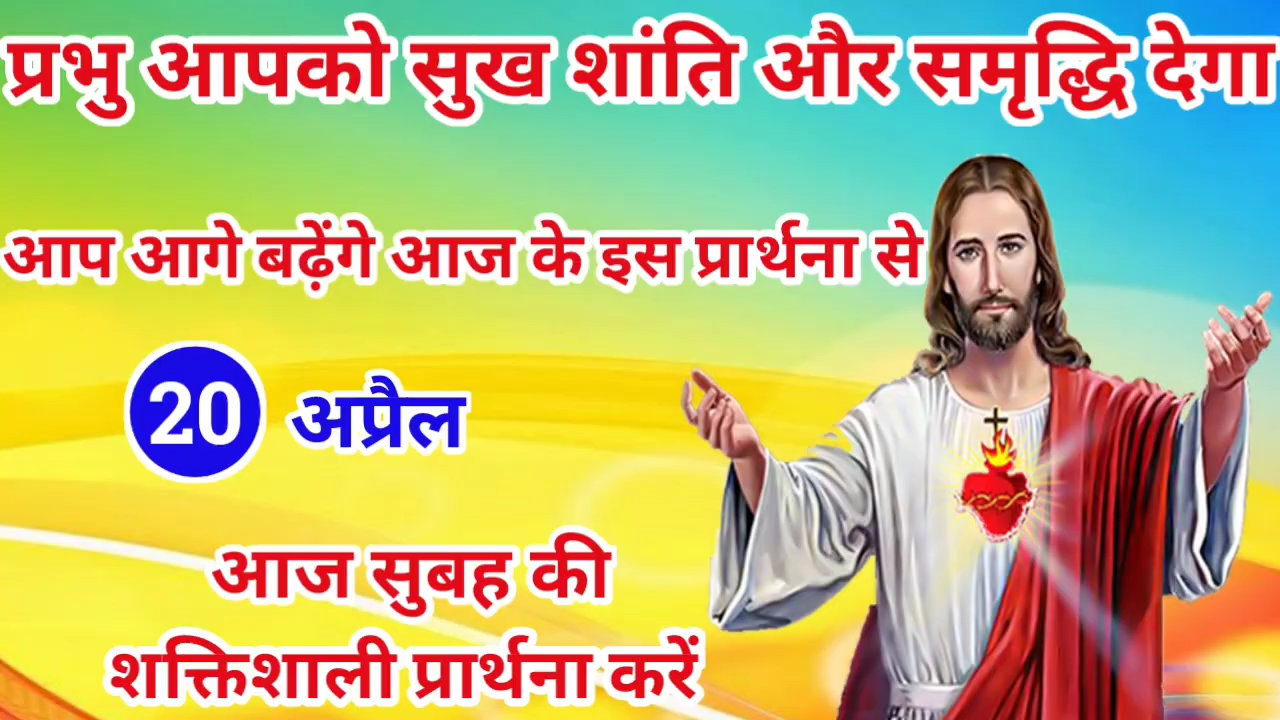 प्रभु आपको सुख शांति और समृद्धि देगा
आप आगे बढ़ेंगे आज के इस प्रार्थना से
20 अप्रैल
आज सुबह की
शक्तिशाली प्रार्थना करें